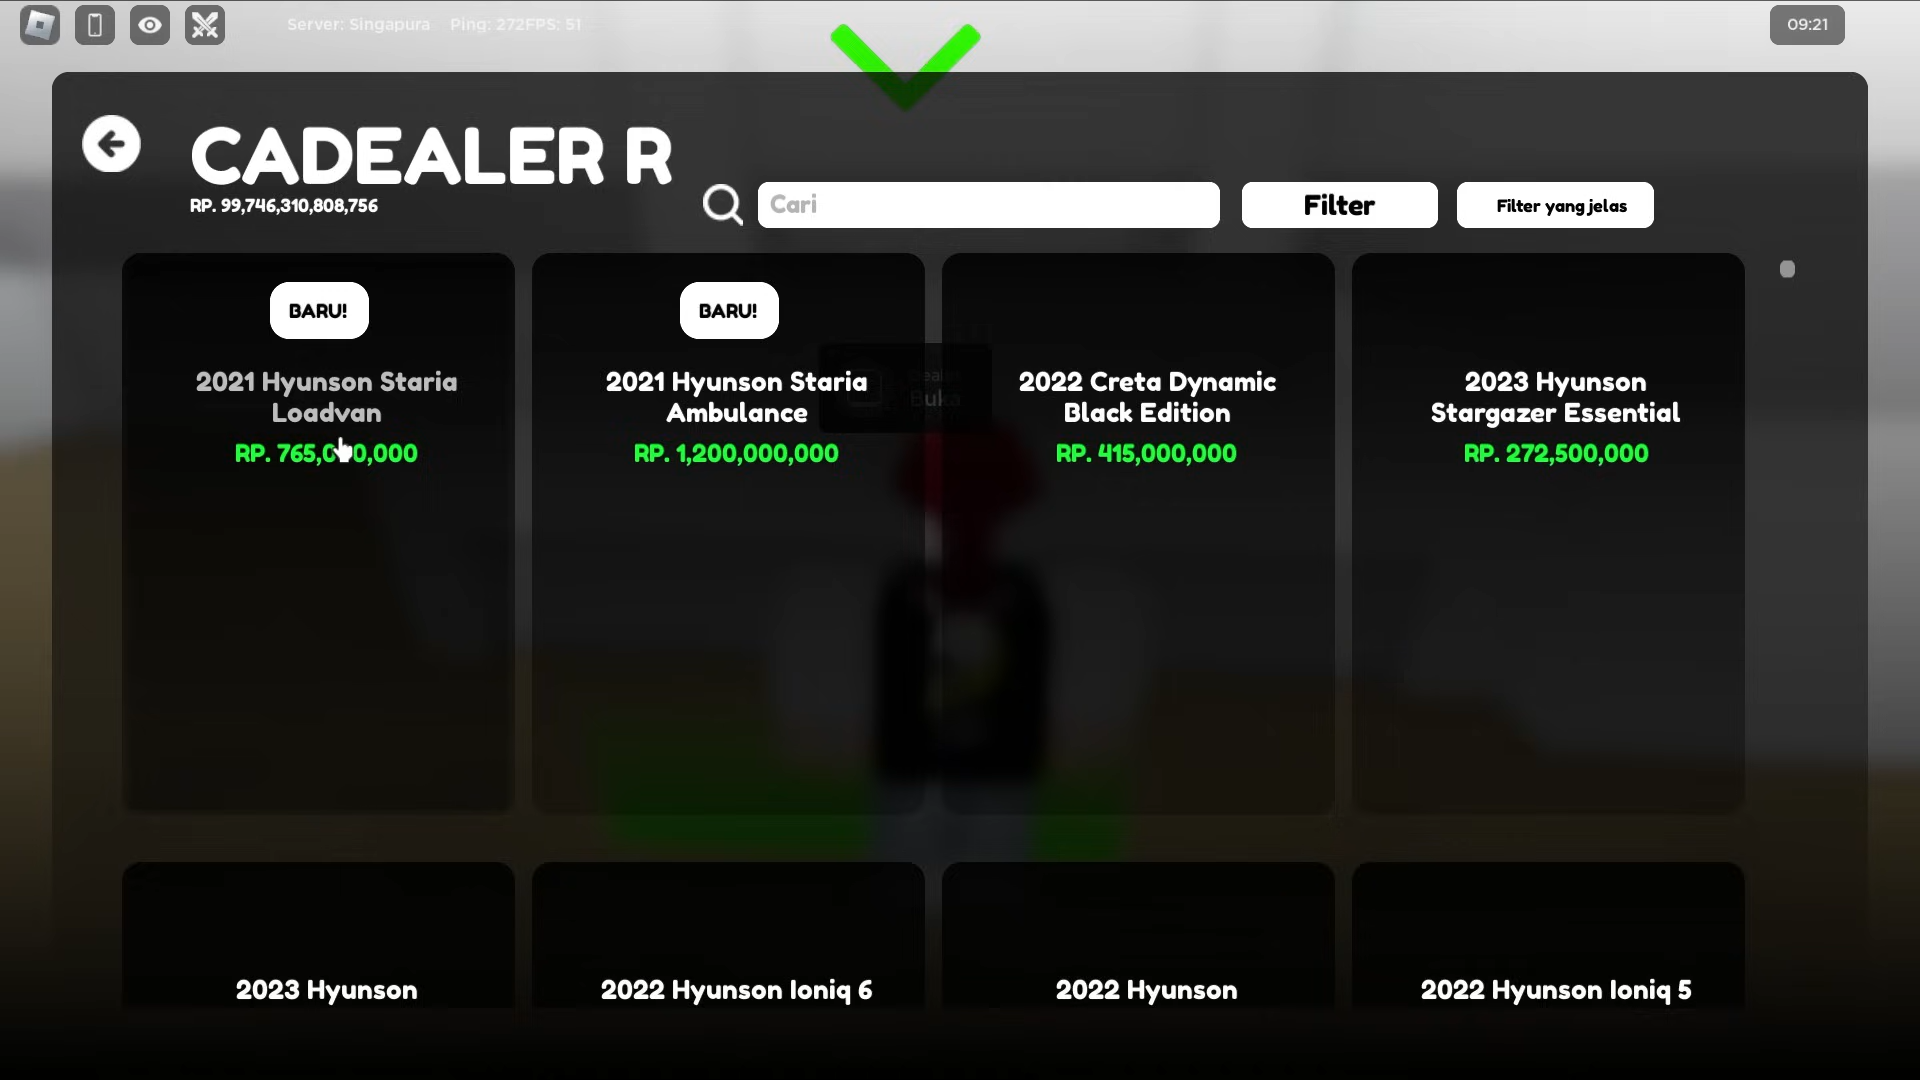 Server: Singapura Ping: 272FPS: 51
09:21
CADEALER R
RP. 99,746,310,808,756
Cari
Filter
Filter yang jelas
BARU!
2021 Hyunson Staria
Loadvan
BARU!
2021 Hyunson Staria
Ambulance
RP. 1,200,000,000
2022 Creta Dynamic
Black Edition
RP. 415,000,000
2023 Hyunson
Stargazer Essential
RP. 272,500,000
Buka
2023 Hyunson
2022 Hyunson Ioniq 6
2022 Hyunson
2022 Hyunson Ioniq 5